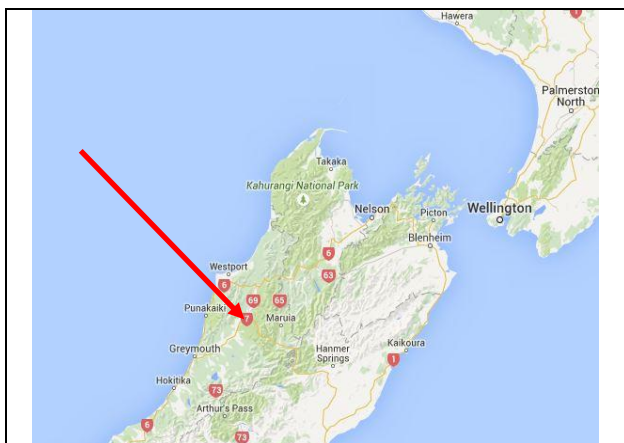 Hawera
1
Palmerston
North
Takaka
Kahurangi National Park
Nelson
Picton
Wellington
Blenheim
6
63
Westport
6
69
65
Punakaiki
7
Maruia
Greymouth
Hanmer
Springs
Kaikoura
1
Hokitika
73
Arthur's Pass
6
73